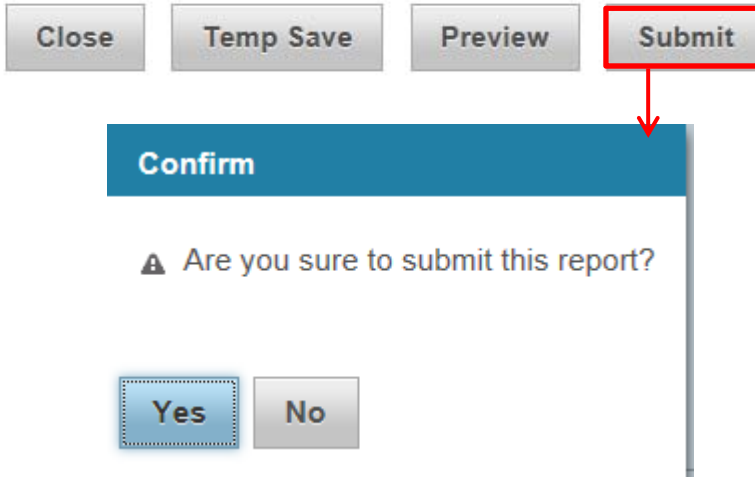 Close Temp Save Preview Submit
Confirm
Are you sure to submit this report?
Yes No